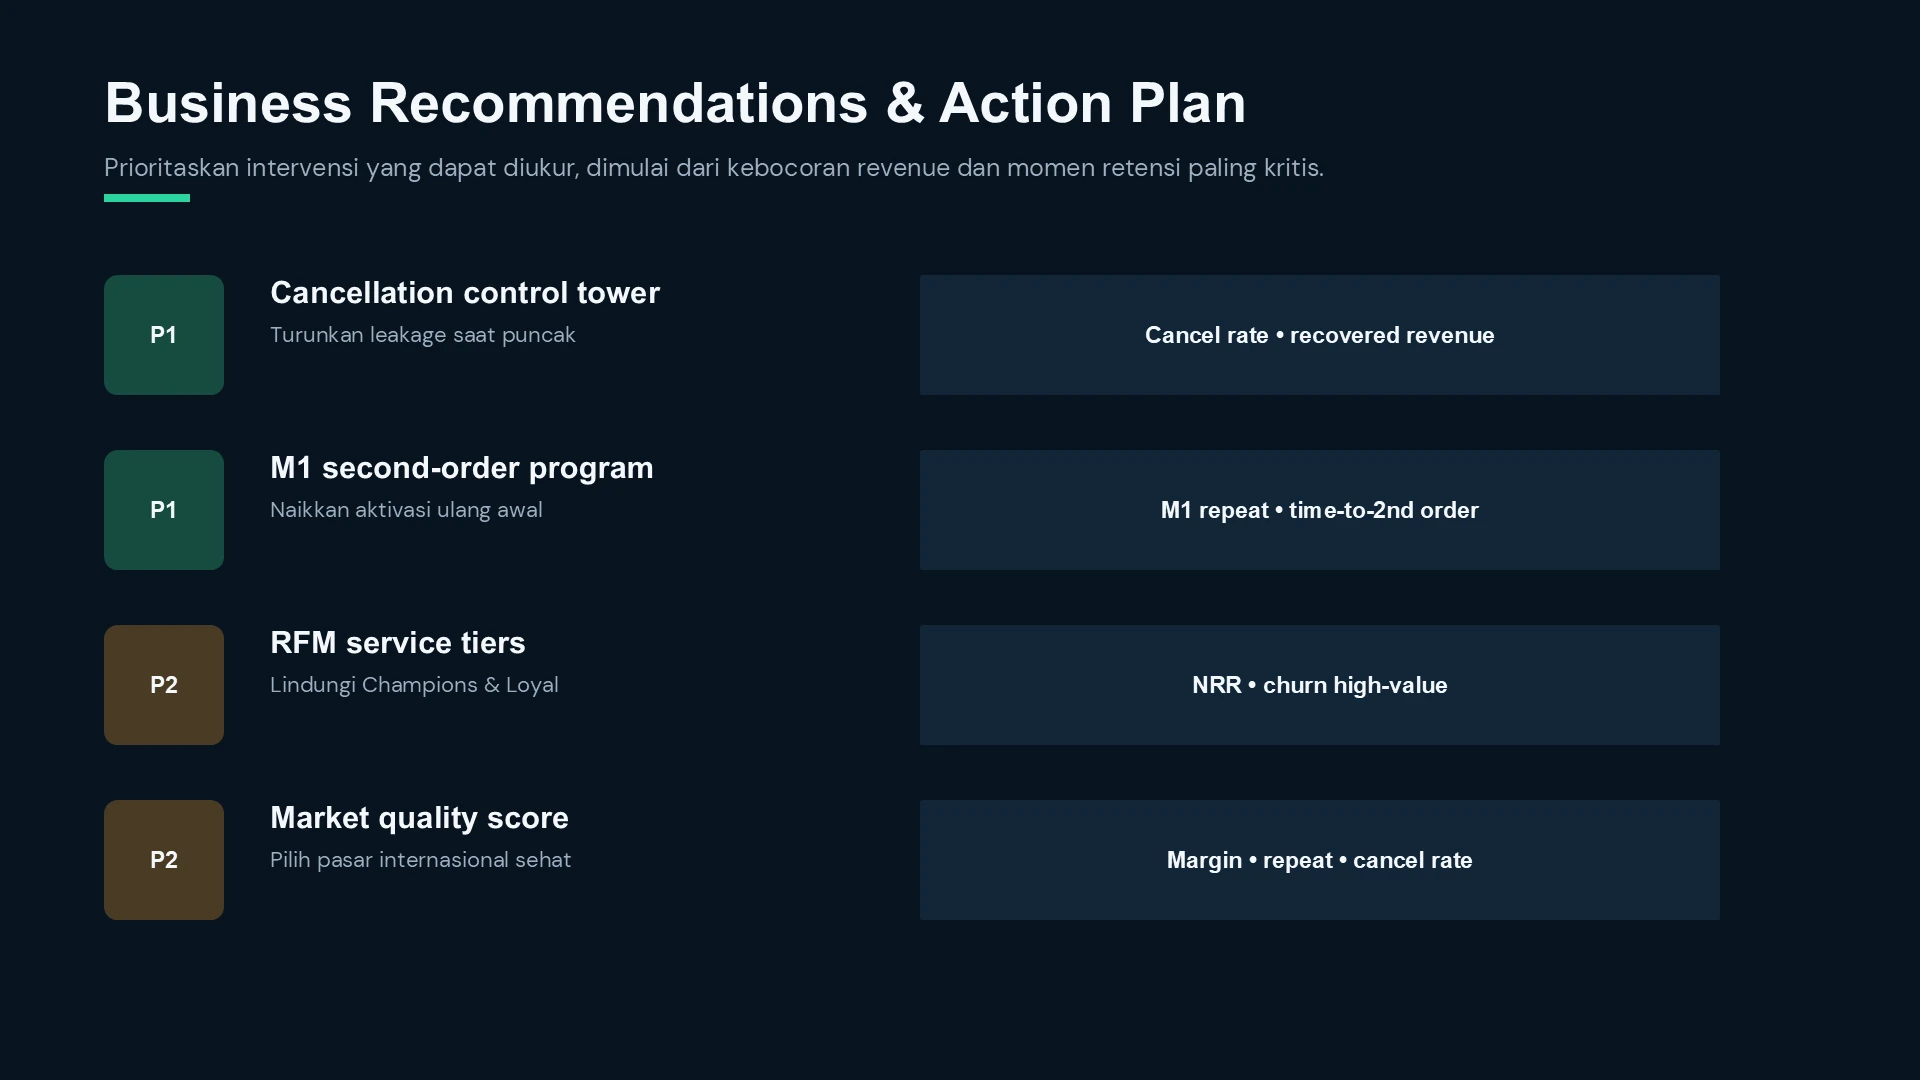 Business Recommendations & Action Plan
Prioritaskan intervensi yang dapat diukur, dimulai dari kebocoran revenue dan momen retensi paling kritis.
P1
Cancellation control tower
Turunkan leakage saat puncak
Cancel rate • recovered revenue
P1
M1 second-order program
Naikkan aktivasi ulang awal
M1 repeat • time-to-2nd order
P2
RFM service tiers
Lindungi Champions & Loyal
NRR • churn high-value
P2
Market quality score
Pilih pasar internasional sehat
Margin • repeat • cancel rate